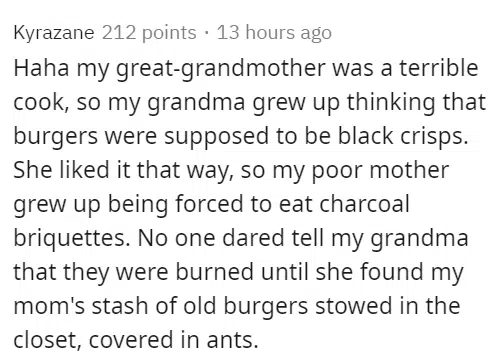 Kyrazane 212 points · 13 hours ago
Haha my great-grandmother was a terrible
cook, so my grandma grew up thinking that
burgers were supposed to be black crisps.
She liked it that way, so my poor mother
grew up being forced to eat charcoal
briquettes. No one dared tell my grandma
that they were burned until she found my
mom's stash of old burgers stowed in the
closet, covered in ants.